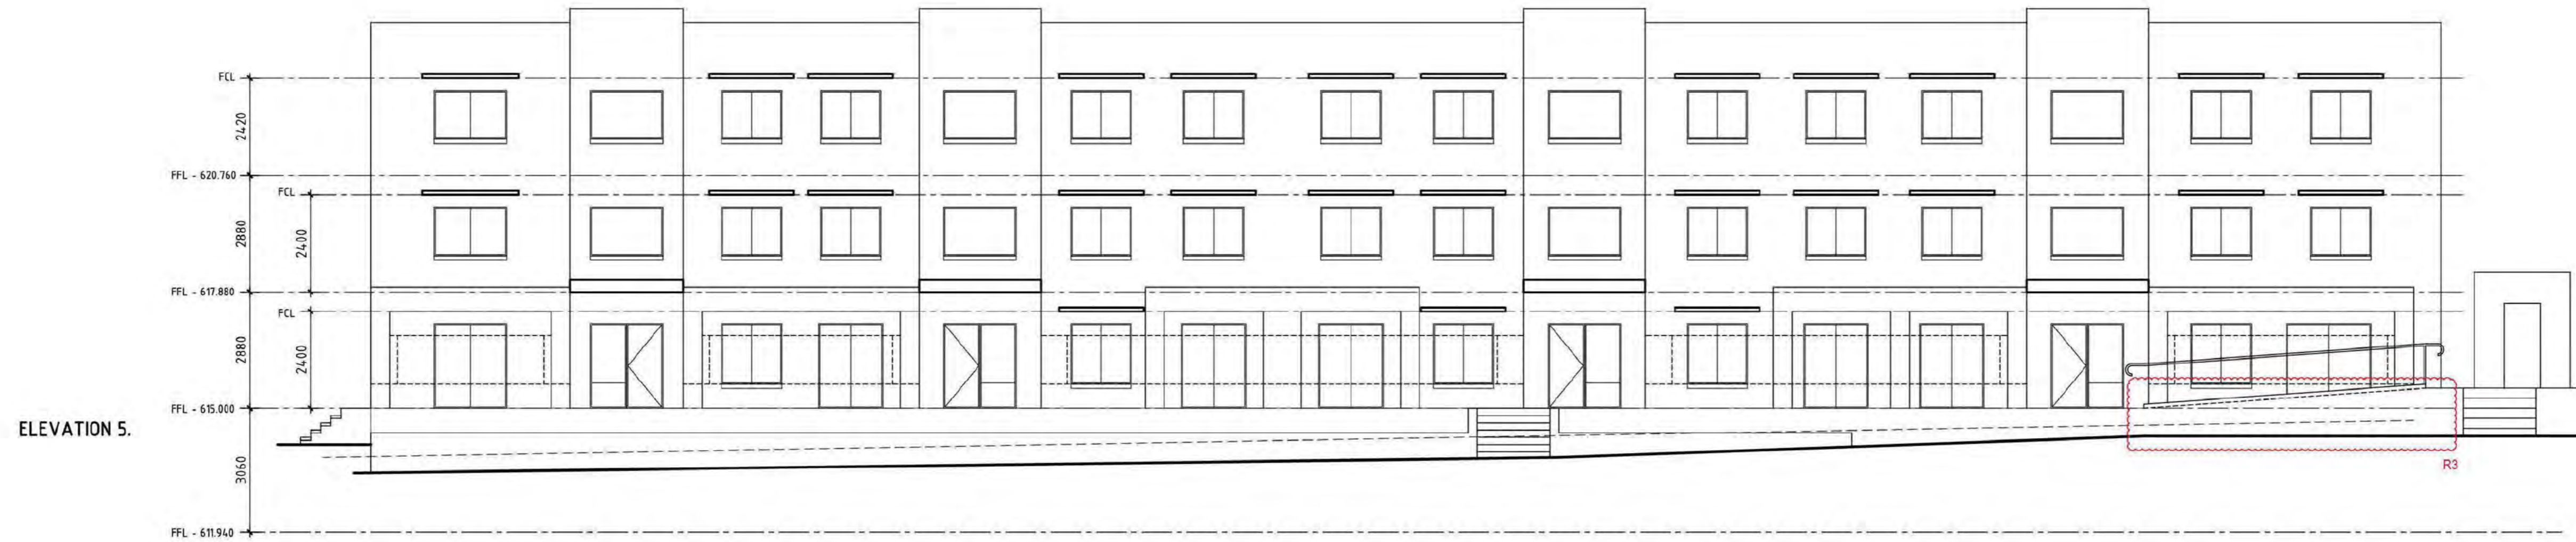 FCL
2420
FFL - 620.760
FCL
2880
2400
FFL - 617.880
FCL
2880
2400
FFL - 615.000
ELEVATION 5.
3060
R3
FFL - 611.940